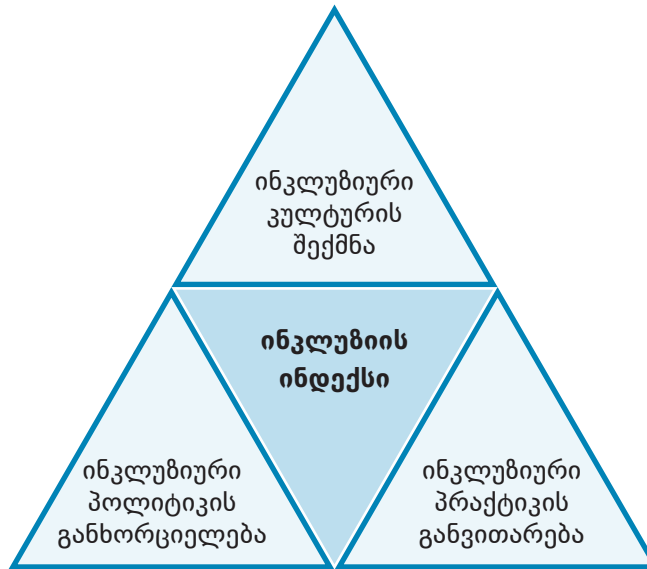 ინკლუზიური
კულტურის
შექმნა
ინკლუზიის
ინდექსი
ინკლუზიური
პოლიტიკის
განხორციელება
ინკლუზიური
პრაქტიკის
განვითარება